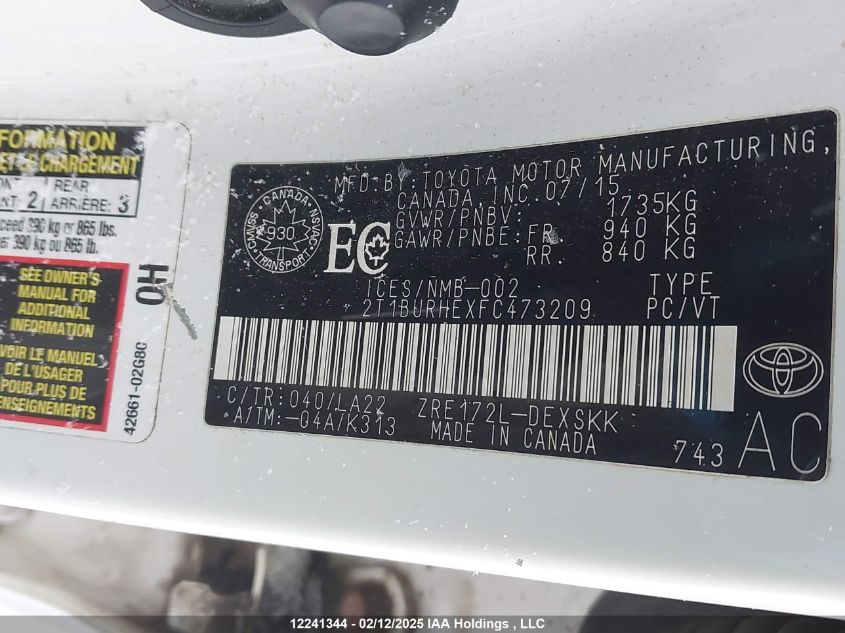 FORMATION
ET DE CHARGEMENT
2 REAR
ARRIÈRE: 3
ceed 390 kg or 865 lbs.
er 390 kg ou 865 lb.
SEE OWNER'S
MANUAL FOR
ADDITIONAL
INFORMATION
VOIR LE MANUEL
DE L'USAGER
POUR PLUS DE
RENSEIGNEMENTS
0H
42661-02G80
CANADA
CMVSS NSVAC
930
TRANSPORT
EC
MFD.BY:TOYOTA MOTOR MANUFACTURING,
CANADA, INC.07/15
GVWR/PNBV: 1735KG
GAWR/PNBE:FR. 940 KG
RR. 840 KG
ICES/NMB-002 TYPE
2T1BURHEXFC473209 PC/VT
C/TR:040/LA22 ZRE172L-DEXSKK
A/TM:-04A/K313 MADE IN CANADA
743 AC
12241344 - 02/12/2025 IAA Holdings , LLC